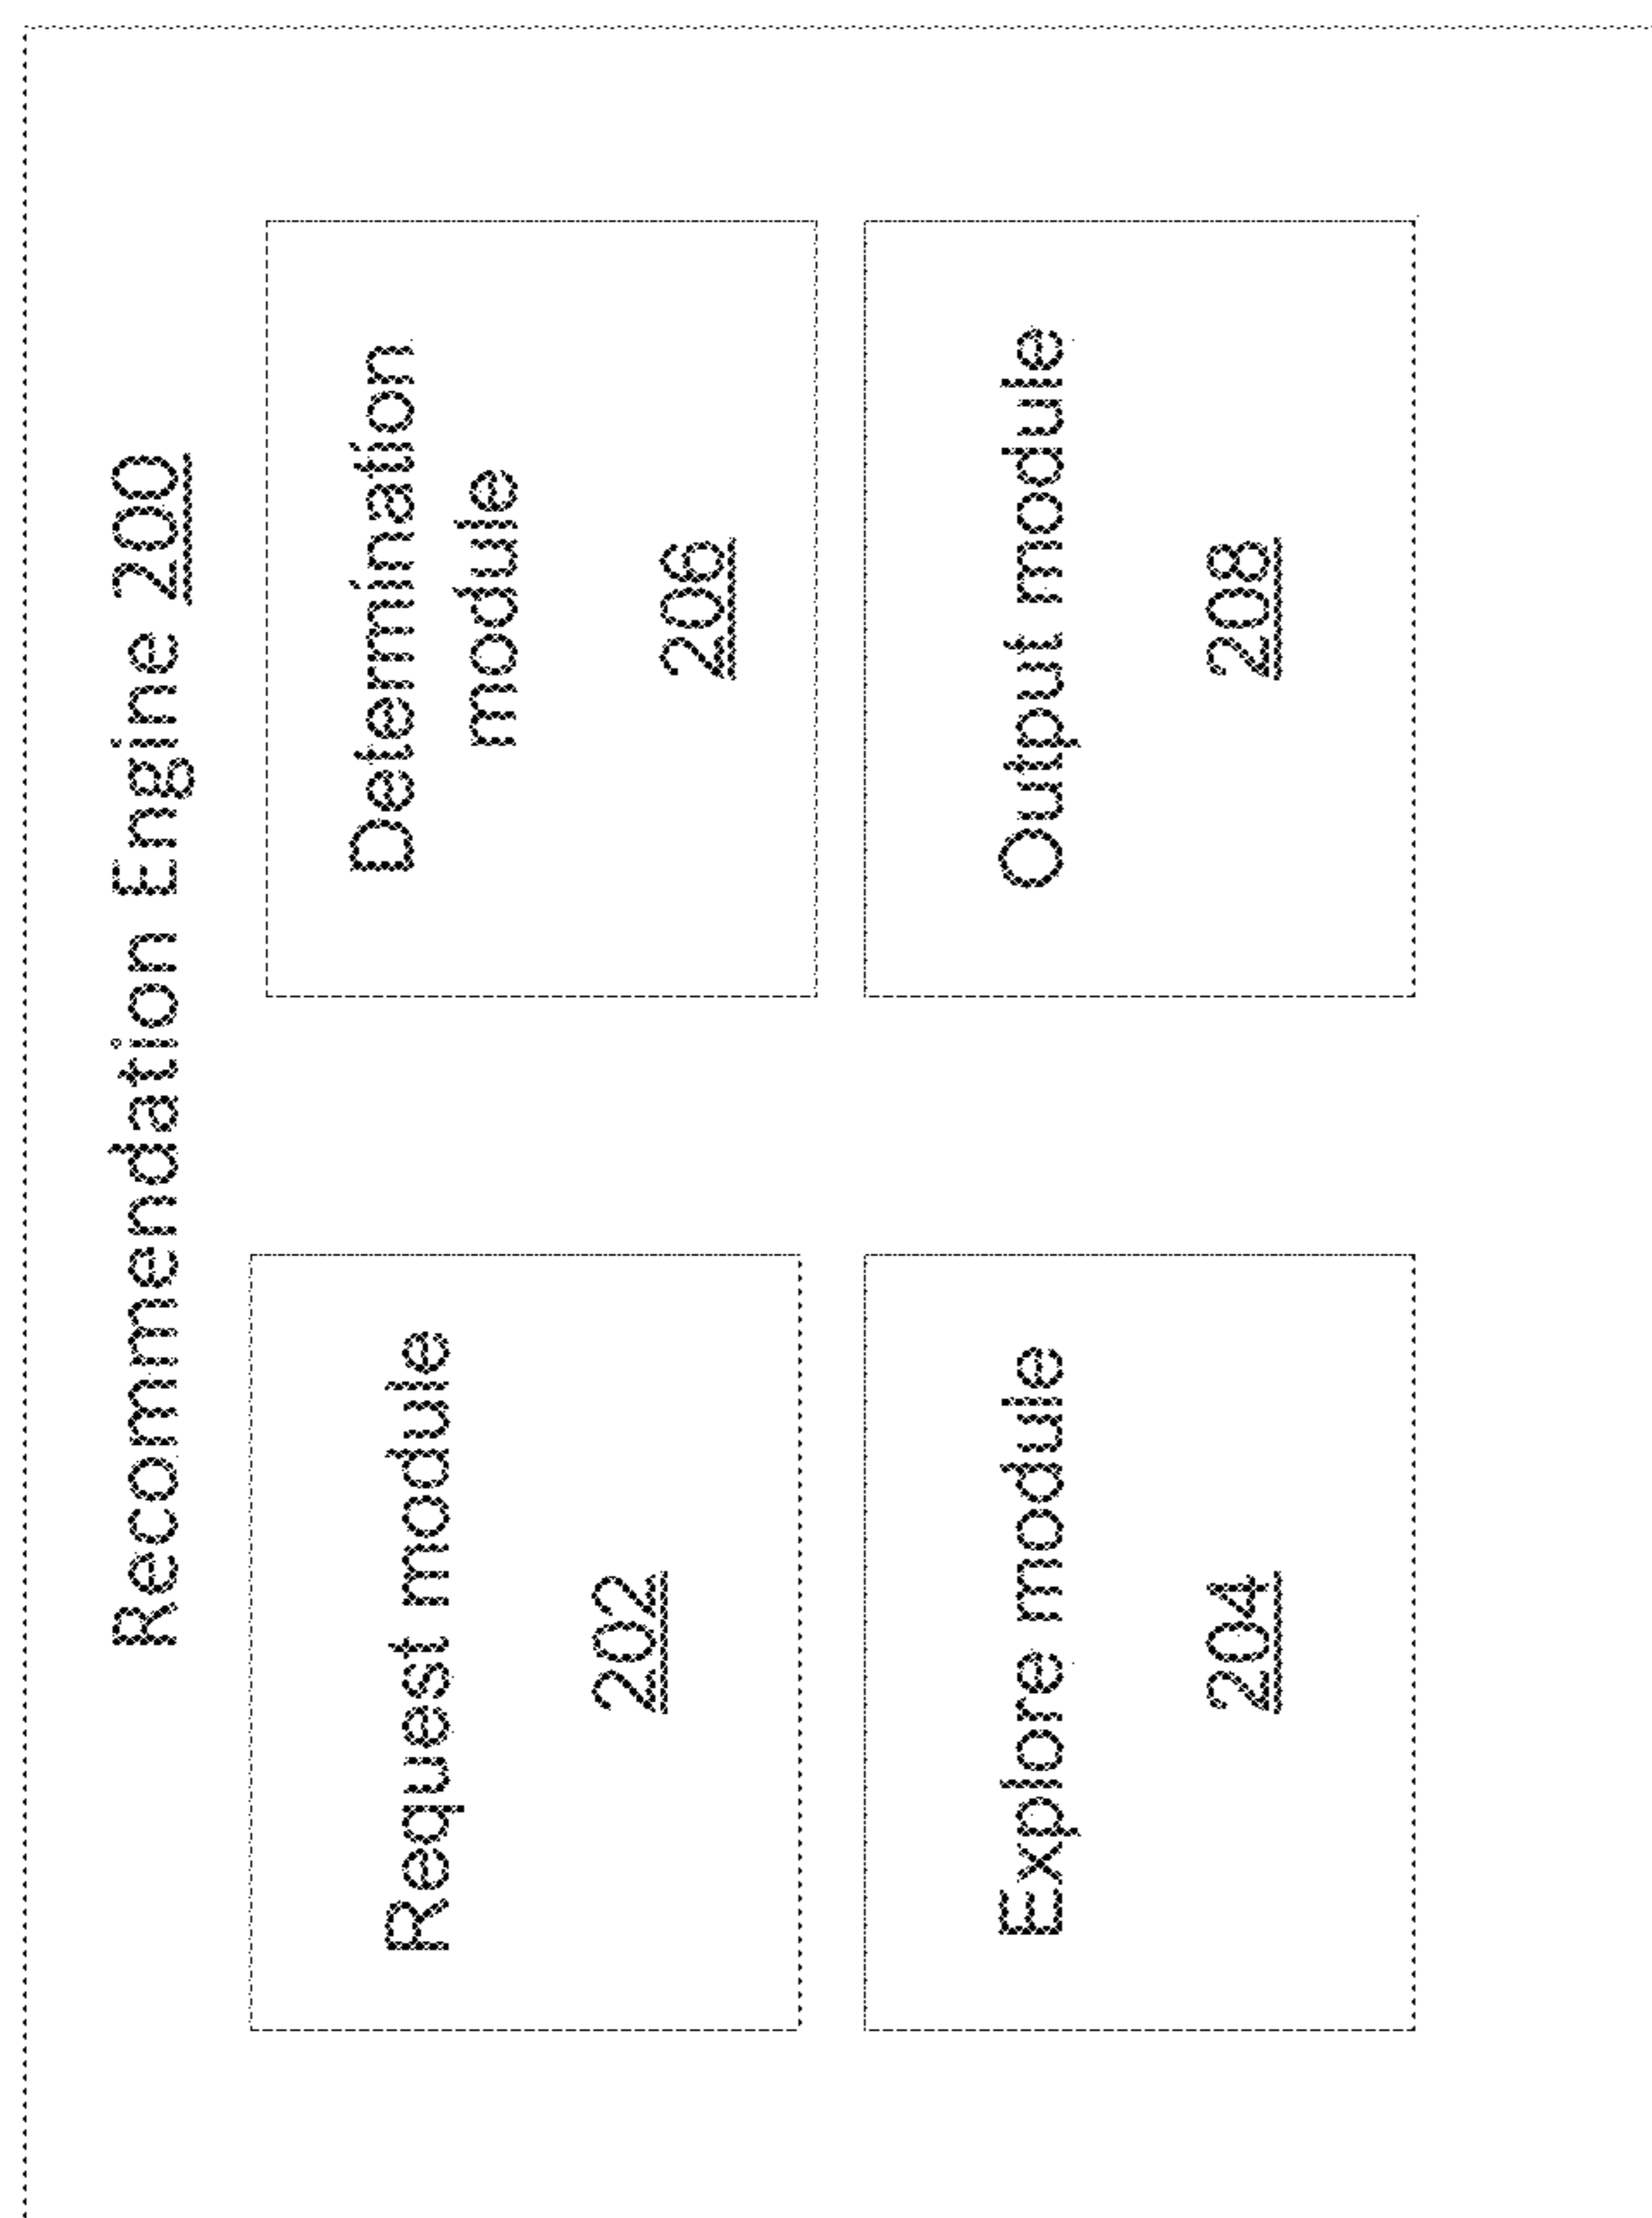 Recommendation Engine 200
Request module
202
Determination
module
206
Explore module
204
Output module
208